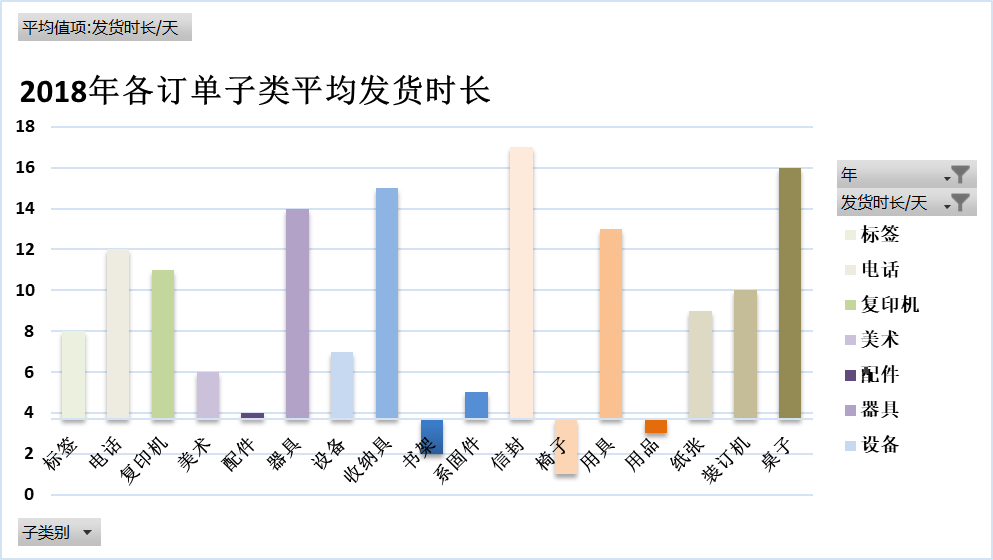 平均值项:发货时长/天
2018年各订单子类平均发货时长
18
16
14
12
10
8
6
4
2
0
标签
电话
复印机
美术
配件
器具
设备
收纳具
书架
系固件
信封
椅子
用具
用品
纸张
装订机
桌子
年
发货时长/天
标签
电话
复印机
美术
配件
器具
设备
子类别